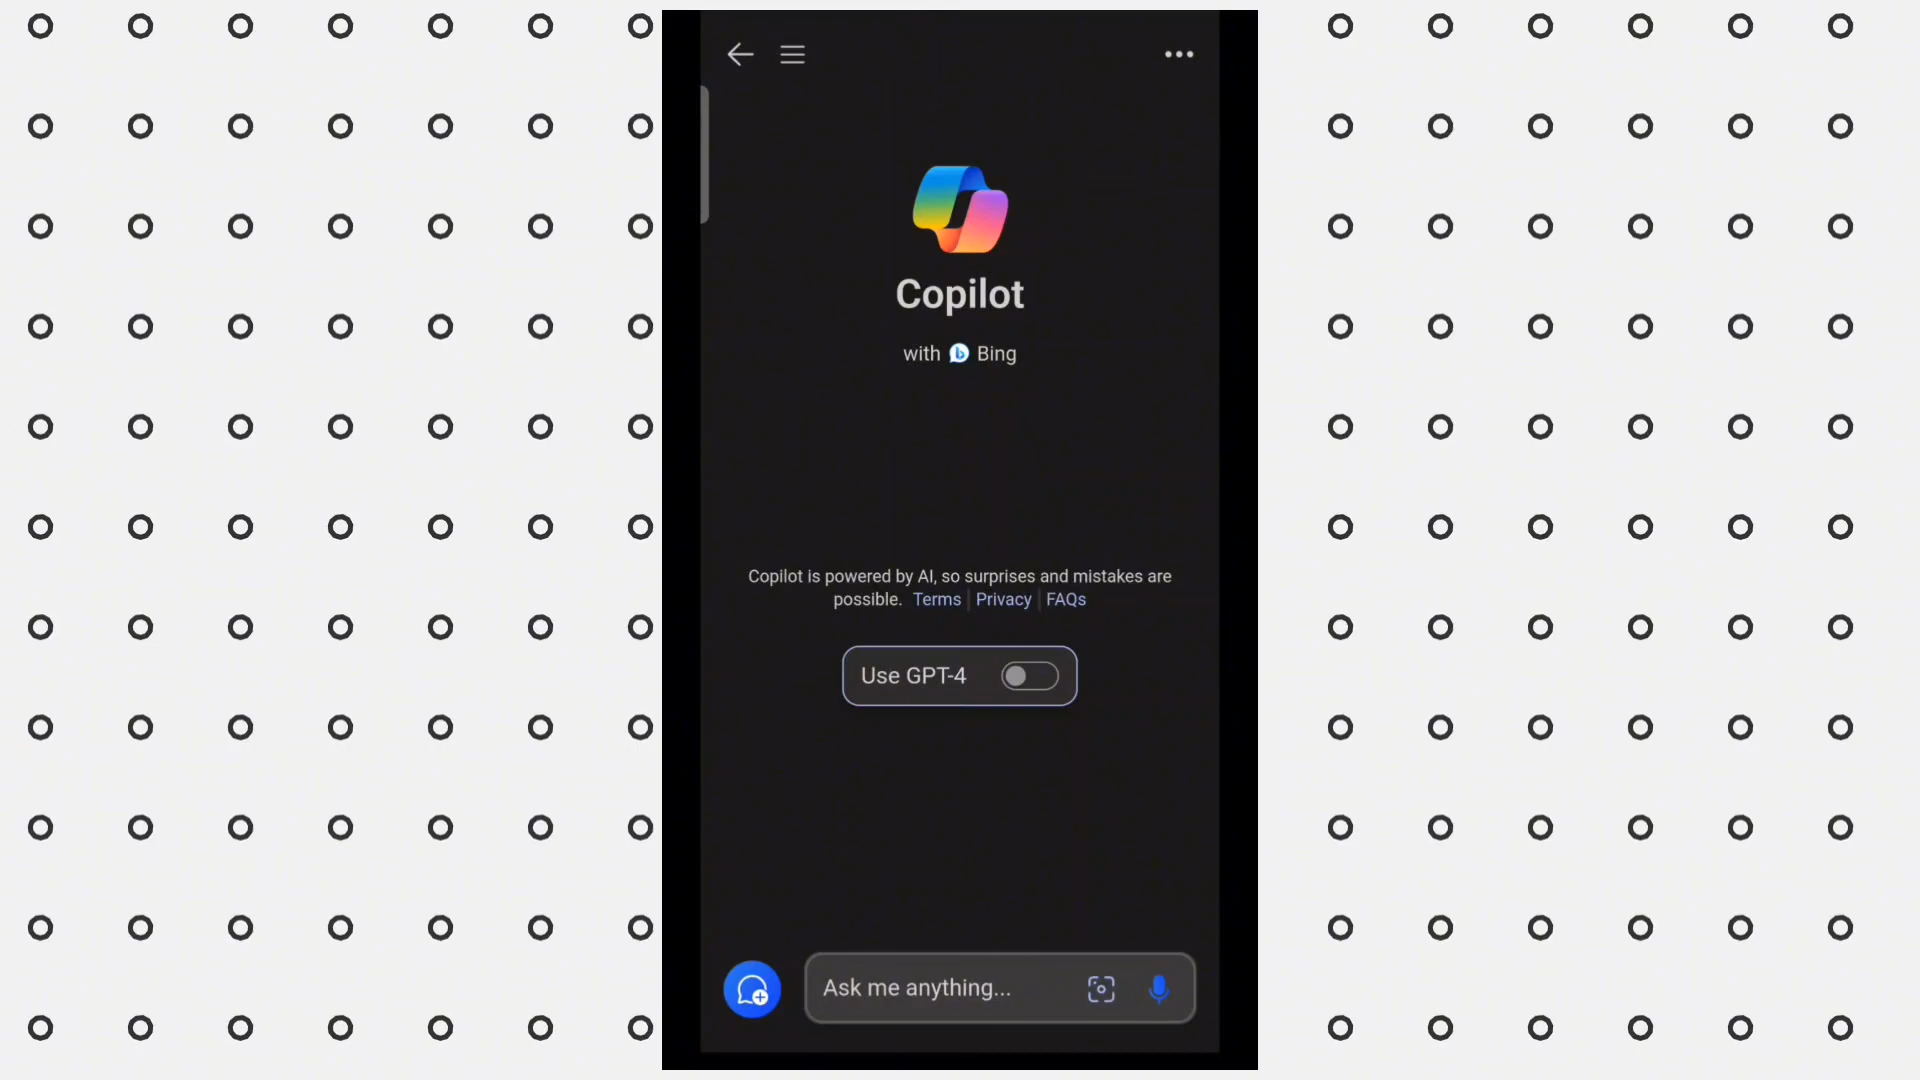 Copilot
with Bing
Copilot is powered by AI, so surprises and mistakes are
possible. Terms | Privacy | FAQs
Use GPT-4
Ask me anything...